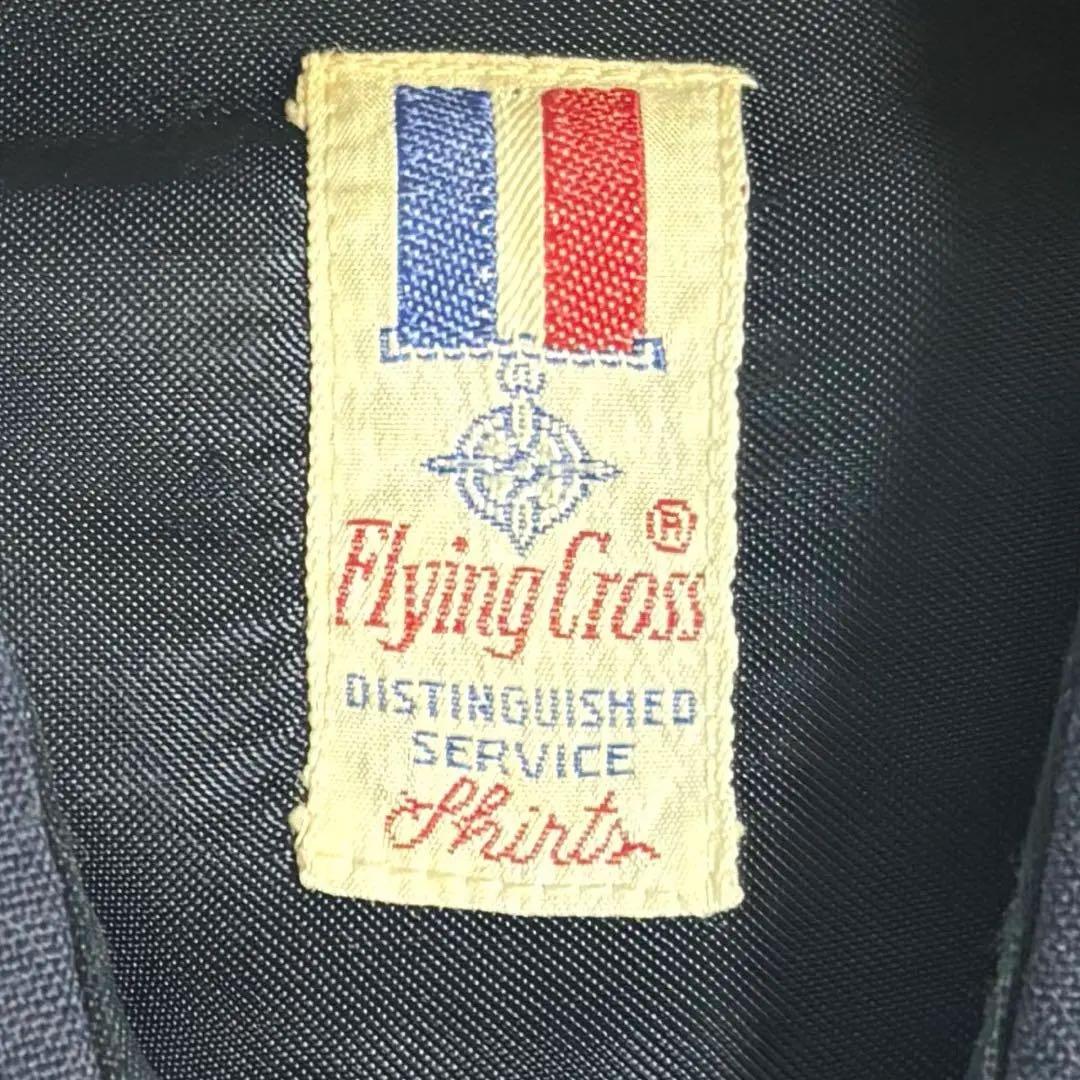 ®
Flying Cross
DISTINGUISHED
SERVICE
Shirts